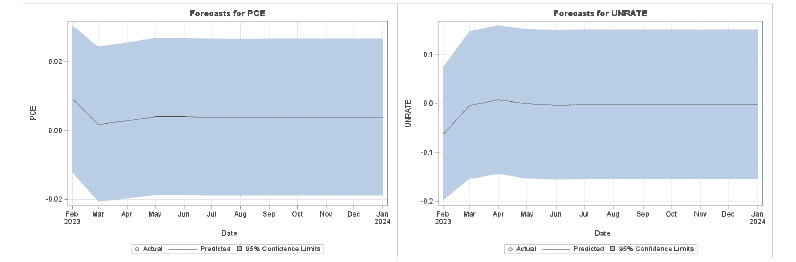 Forecasts for PCE
0.02
0.00
-0.02
PCE
Feb Mar Apr May Jun Jul Aug Sep Oct Nov Dec Jan
2023 2024
Date
Actual Predicted 95% Confidence Limits
Forecasts for UNRATE
0.1
0.0
-0.1
-0.2
UNRATE
Feb Mar Apr May Jun Jul Aug Sep Oct Nov Dec Jan
2023 2024
Date
Actual Predicted 95% Confidence Limits